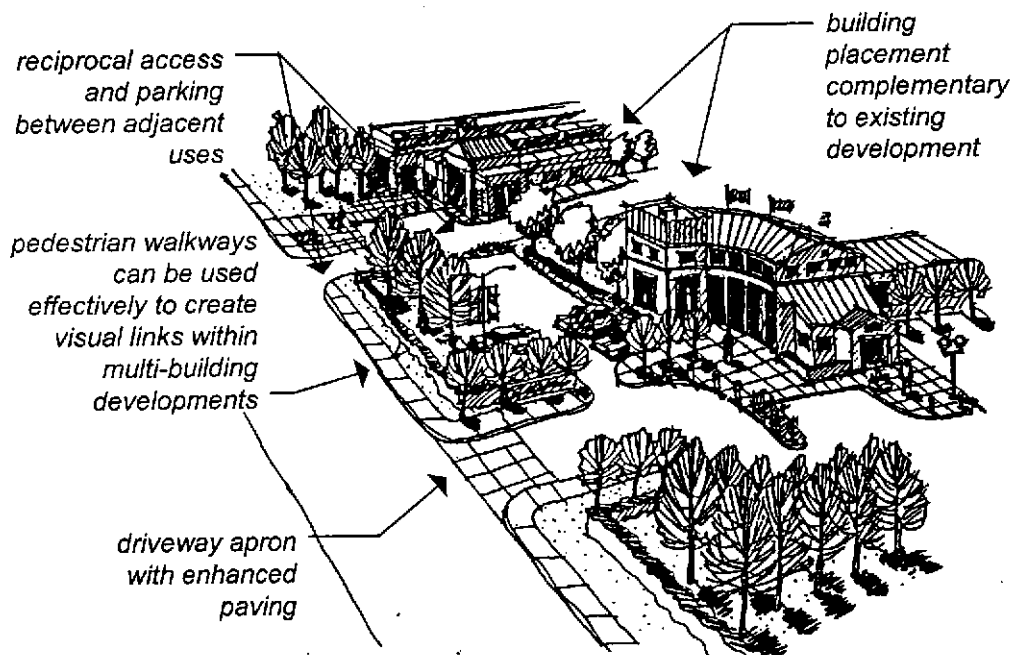 reciprocal access
and parking
between adjacent
uses
building
placement
complementary
to existing
development
pedestrian walkways
can be used
effectively to create
visual links within
multi-building
developments
driveway apron
with enhanced
paving